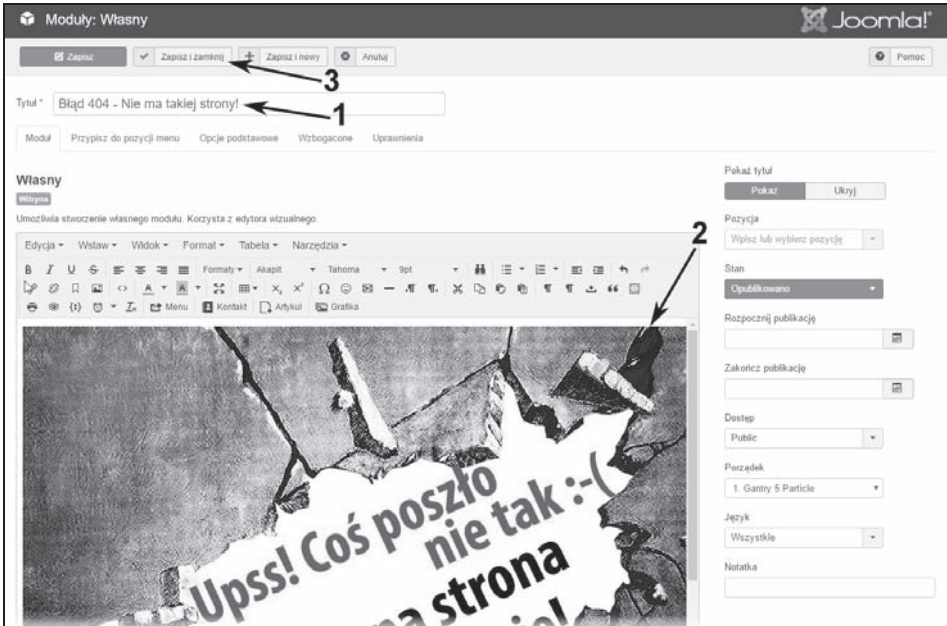 Moduły: Własny
Joomla!
Zapisz
Zapisz i zamknij
Zapisz i nowy
Anuluj
Pomoc
3
Tytuł *
Błąd 404 - Nie ma takiej strony!
1
Moduł
Przypisz do pozycji menu
Opcje podstawowe
Wzbogacone
Uprawnienia
Własny
Witryna
Umożliwia stworzenie własnego modułu. Korzysta z edytora wizualnego
Edycja
Wstaw
Widok
Format
Tabela
Narzędzia
2
Formaty
Akapit
Tahoma
9pt
Menu
Kontakt
Artykuł
Grafika
Upss! Coś poszło
nie tak :-(
strona
Pokaż tytuł
Pokaż
Ukryj
Pozycja
Wpisz lub wybierz pozycję
Stan
Opublikowano
Rozpocznij publikację
Zakończ publikację
Dostęp
Public
Porządek
1. Gantry 5 Particle
Język
Wszystkie
Notatka